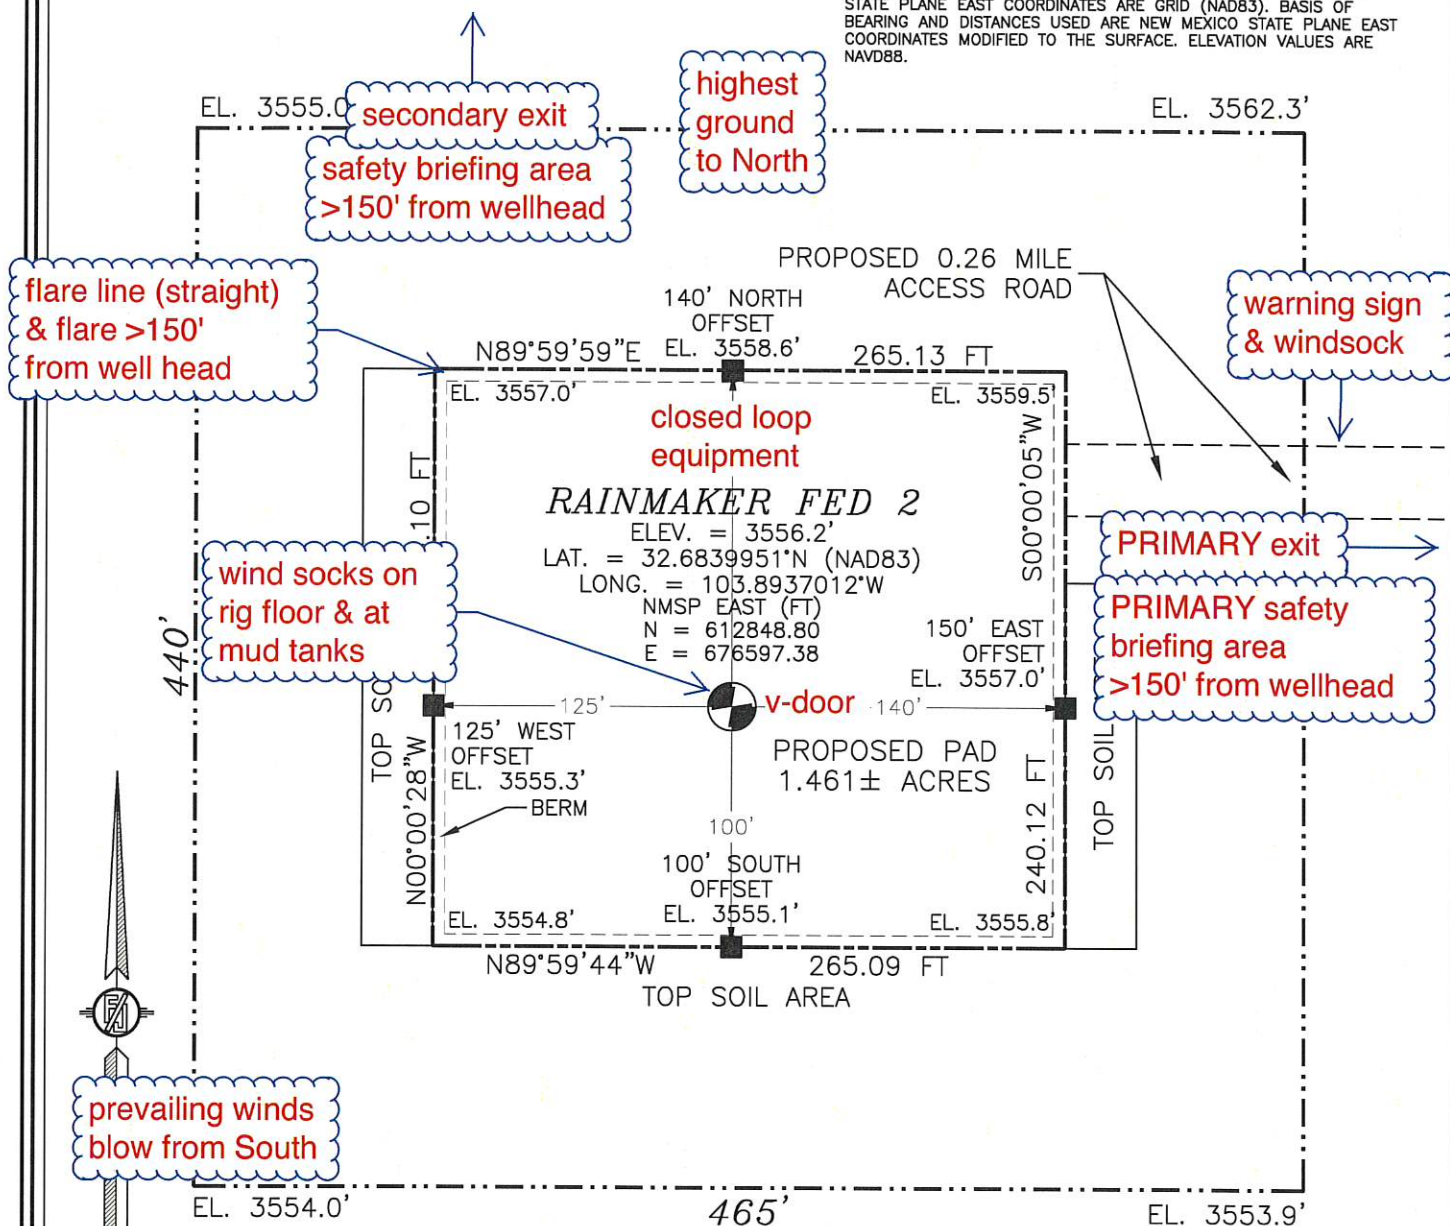 STATE PLANE EAST COORDINATES ARE GRID (NAD83). BASIS OF
BEARING AND DISTANCES USED ARE NEW MEXICO STATE PLANE EAST
COORDINATES MODIFIED TO THE SURFACE. ELEVATION VALUES ARE
NAVD88.
EL. 3555.0
secondary exit
highest
ground
to North
EL. 3562.3'
safety briefing area
>150' from wellhead
flare line (straight)
& flare >150'
from well head
PROPOSED 0.26 MILE
ACCESS ROAD
warning sign
& windsock
140' NORTH
OFFSET
EL. 3558.6'
N89°59'59"E
265.13 FT
EL. 3557.0'
EL. 3559.5'
closed loop
equipment
.10 FT
S00°00'05"W
RAINMAKER FED 2
ELEV. = 3556.2'
LAT. = 32.6839951°N (NAD83)
LONG. = 103.8937012°W
NMSP EAST (FT)
N = 612848.80
E = 676597.38
PRIMARY exit
PRIMARY safety
briefing area
>150' from wellhead
wind socks on
rig floor & at
mud tanks
440'
150' EAST
OFFSET
EL. 3557.0'
125'
v-door
140'
125' WEST
OFFSET
EL. 3555.3'
BERM
PROPOSED PAD
1.461± ACRES
TOP SO
N00°00'28"W
240.12 FT
TOP SOIL
100'
100' SOUTH
OFFSET
EL. 3555.1'
EL. 3554.8'
EL. 3555.8'
N89°59'44"W
265.09 FT
TOP SOIL AREA
prevailing winds
blow from South
EL. 3554.0'
465'
EL. 3553.9'